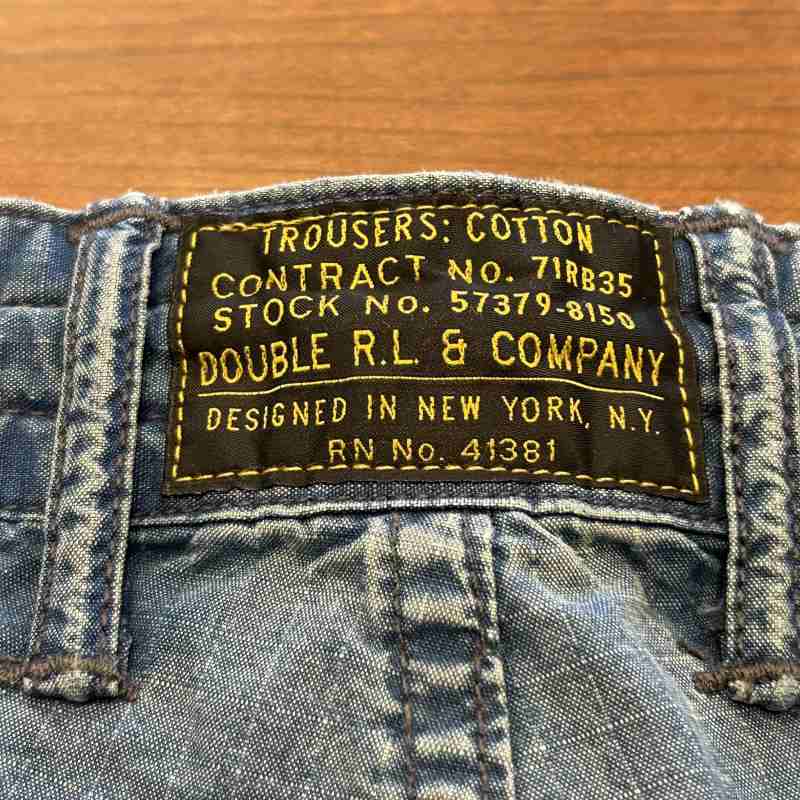 TROUSERS: COTTON
CONTRACT No. 71RB35
STOCK No. 57379-8150
DOUBLE R.L. & COMPANY
DESIGNED IN NEW YORK, N.Y.
RN No. 41381